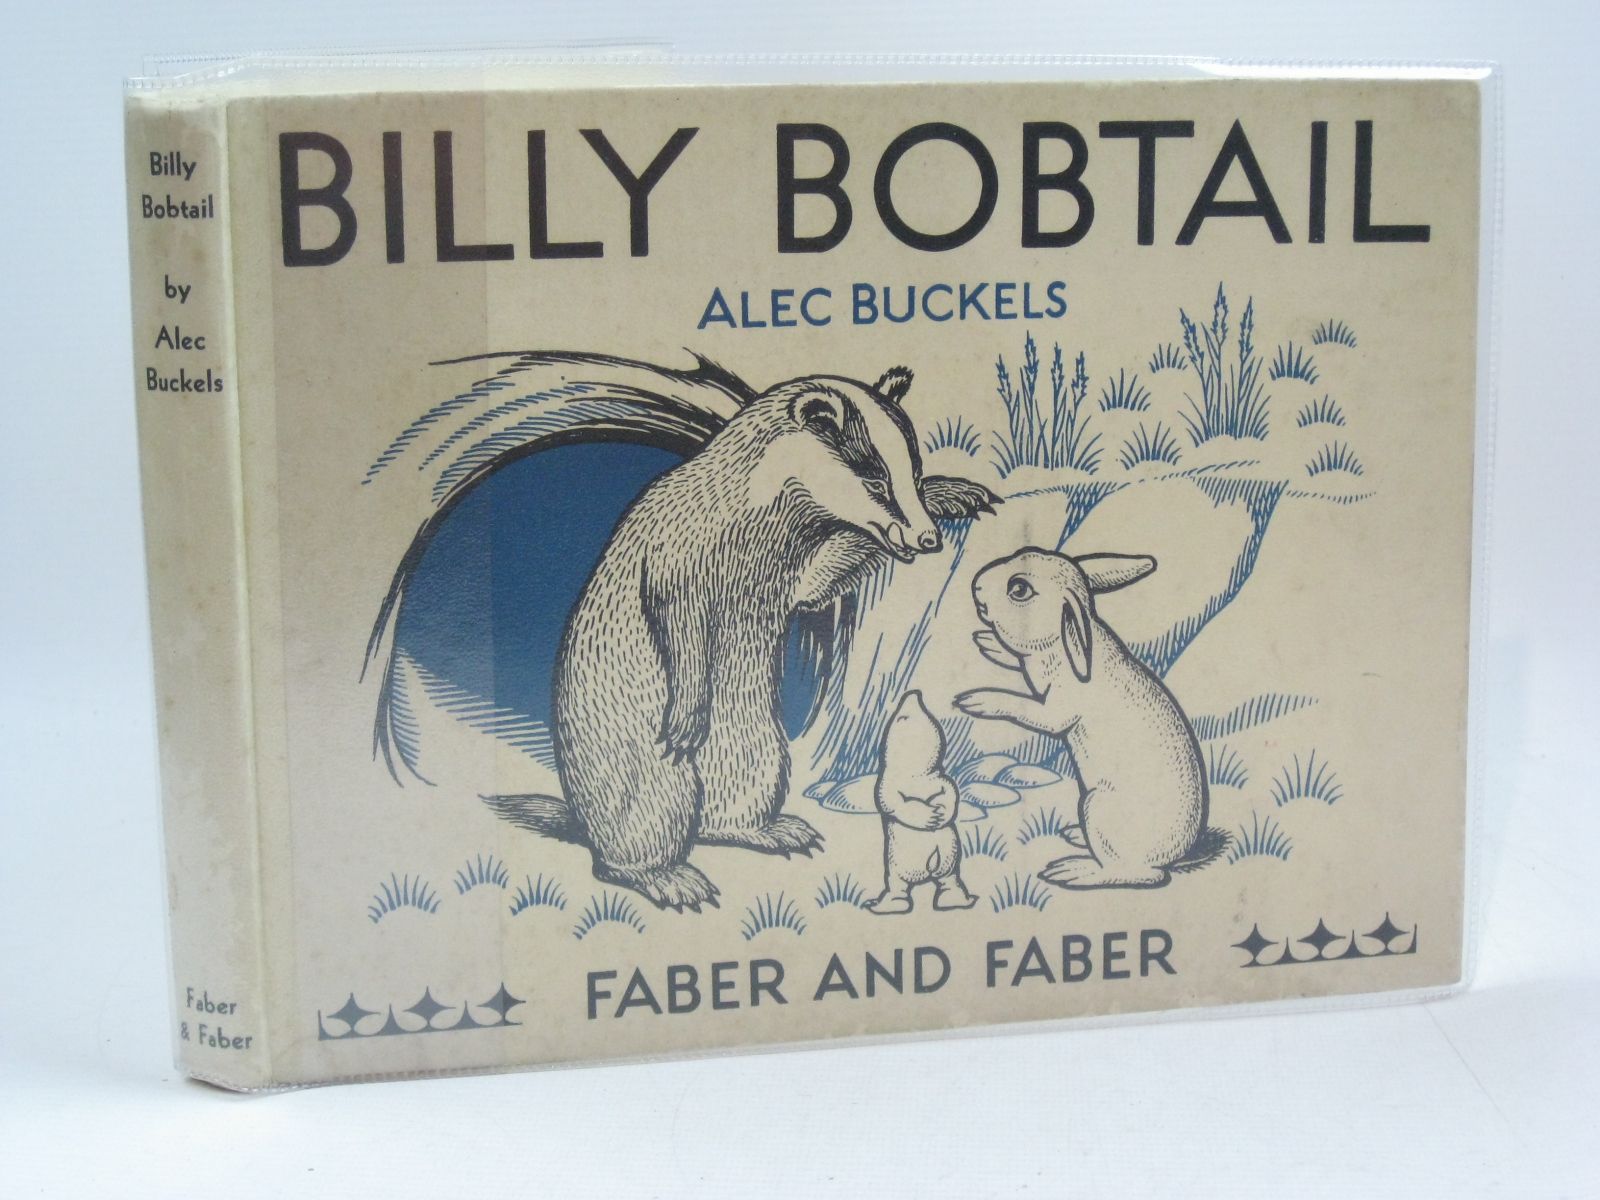 Billy
Bobtail
by
Alec
Buckels
Faber
& Faber
BILLY BOBTAIL
ALEC BUCKELS
FABER AND FABER